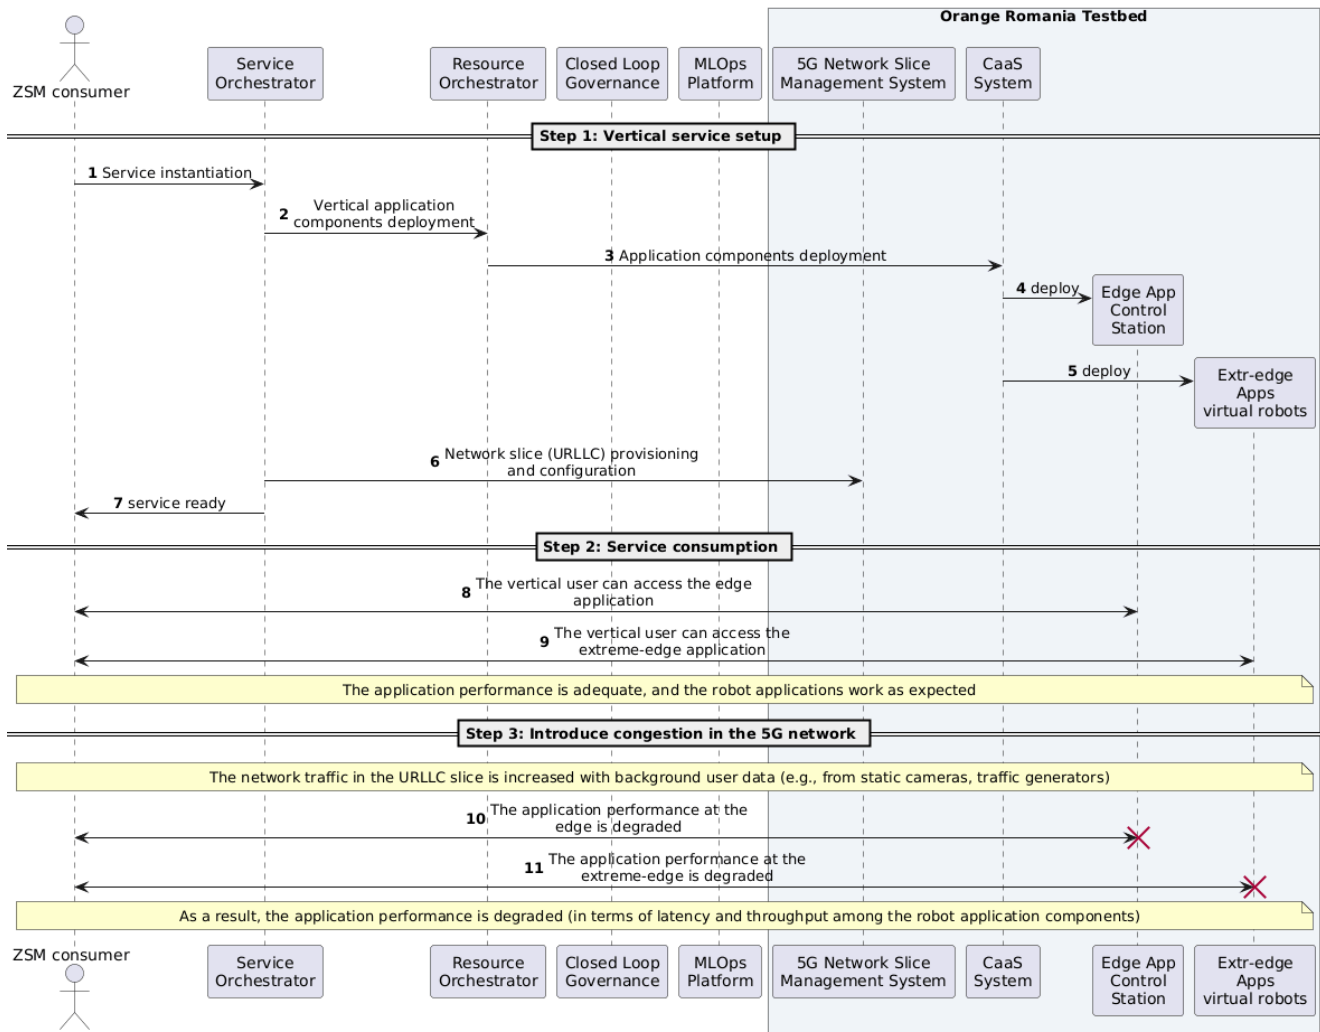 Orange Romania Testbed
ZSM consumer
Service
Orchestrator
Resource
Orchestrator
Closed Loop
Governance
MLOps
Platform
5G Network Slice
Management System
CaaS
System
Step 1: Vertical service setup
1 Service instantiation
2 Vertical application
components deployment
3 Application components deployment
4 deploy
Edge App
Control
Station
5 deploy
Extr-edge
Apps
virtual robots
6 Network slice (URLLC) provisioning
and configuration
7 service ready
Step 2: Service consumption
8 The vertical user can access the edge
application
9 The vertical user can access the
extreme-edge application
The application performance is adequate, and the robot applications work as expected
Step 3: Introduce congestion in the 5G network
The network traffic in the URLLC slice is increased with background user data (e.g., from static cameras, traffic generators)
10 The application performance at the
edge is degraded
11 The application performance at the
extreme-edge is degraded
As a result, the application performance is degraded (in terms of latency and throughput among the robot application components)
ZSM consumer
Service
Orchestrator
Resource
Orchestrator
Closed Loop
Governance
MLOps
Platform
5G Network Slice
Management System
CaaS
System
Edge App
Control
Station
Extr-edge
Apps
virtual robots